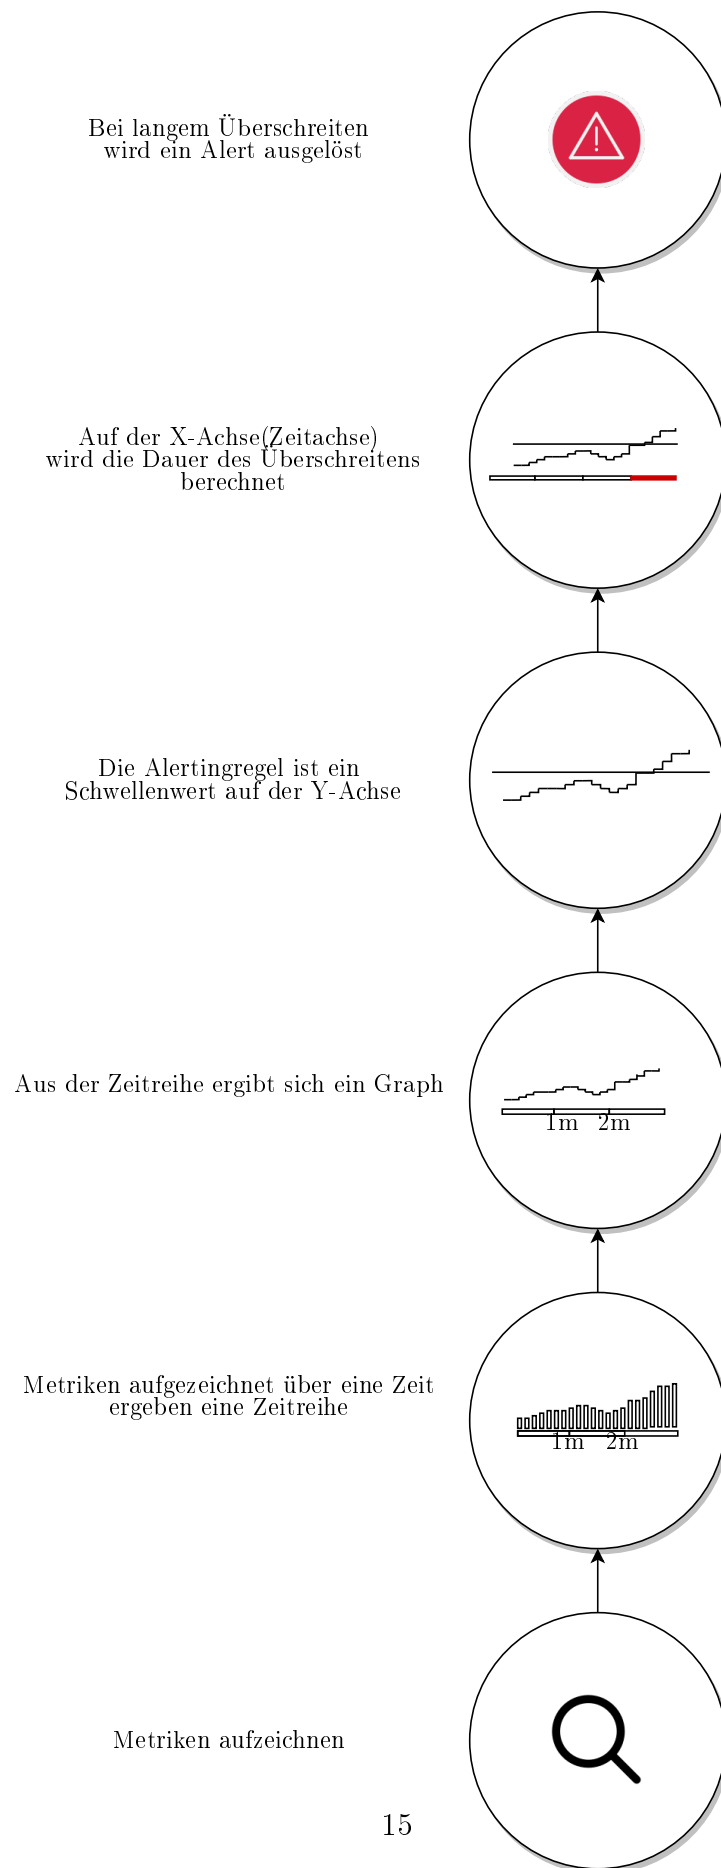 Bei langem Überschreiten
wird ein Alert ausgelöst
Auf der X-Achse(Zeitachse)
wird die Dauer des Überschreitens
berechnet
Die Alertingregel ist ein
Schwellenwert auf der Y-Achse
Aus der Zeitreihe ergibt sich ein Graph
1m 2m
Metriken aufgezeichnet über eine Zeit
ergeben eine Zeitreihe
1m 2m
Metriken aufzeichnen
15